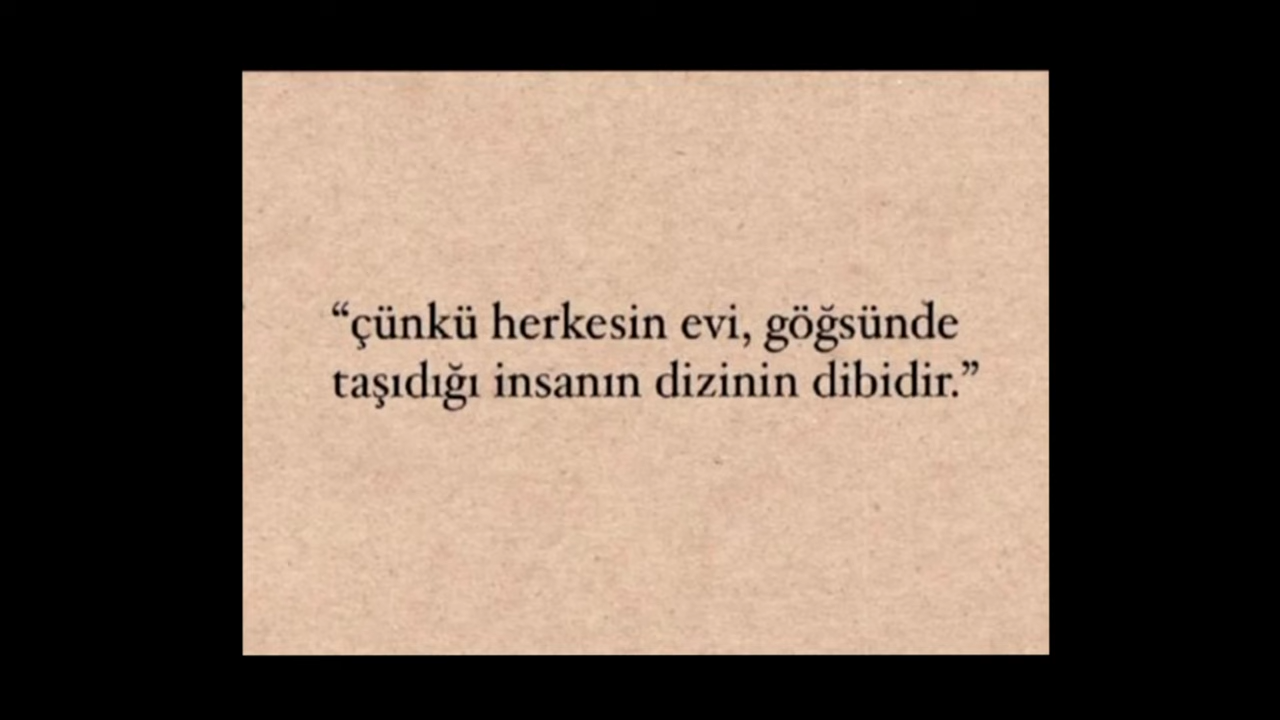 “çünkü herkesin evi, göğsünde
taşıdığı insanın dizinin dibidir.”